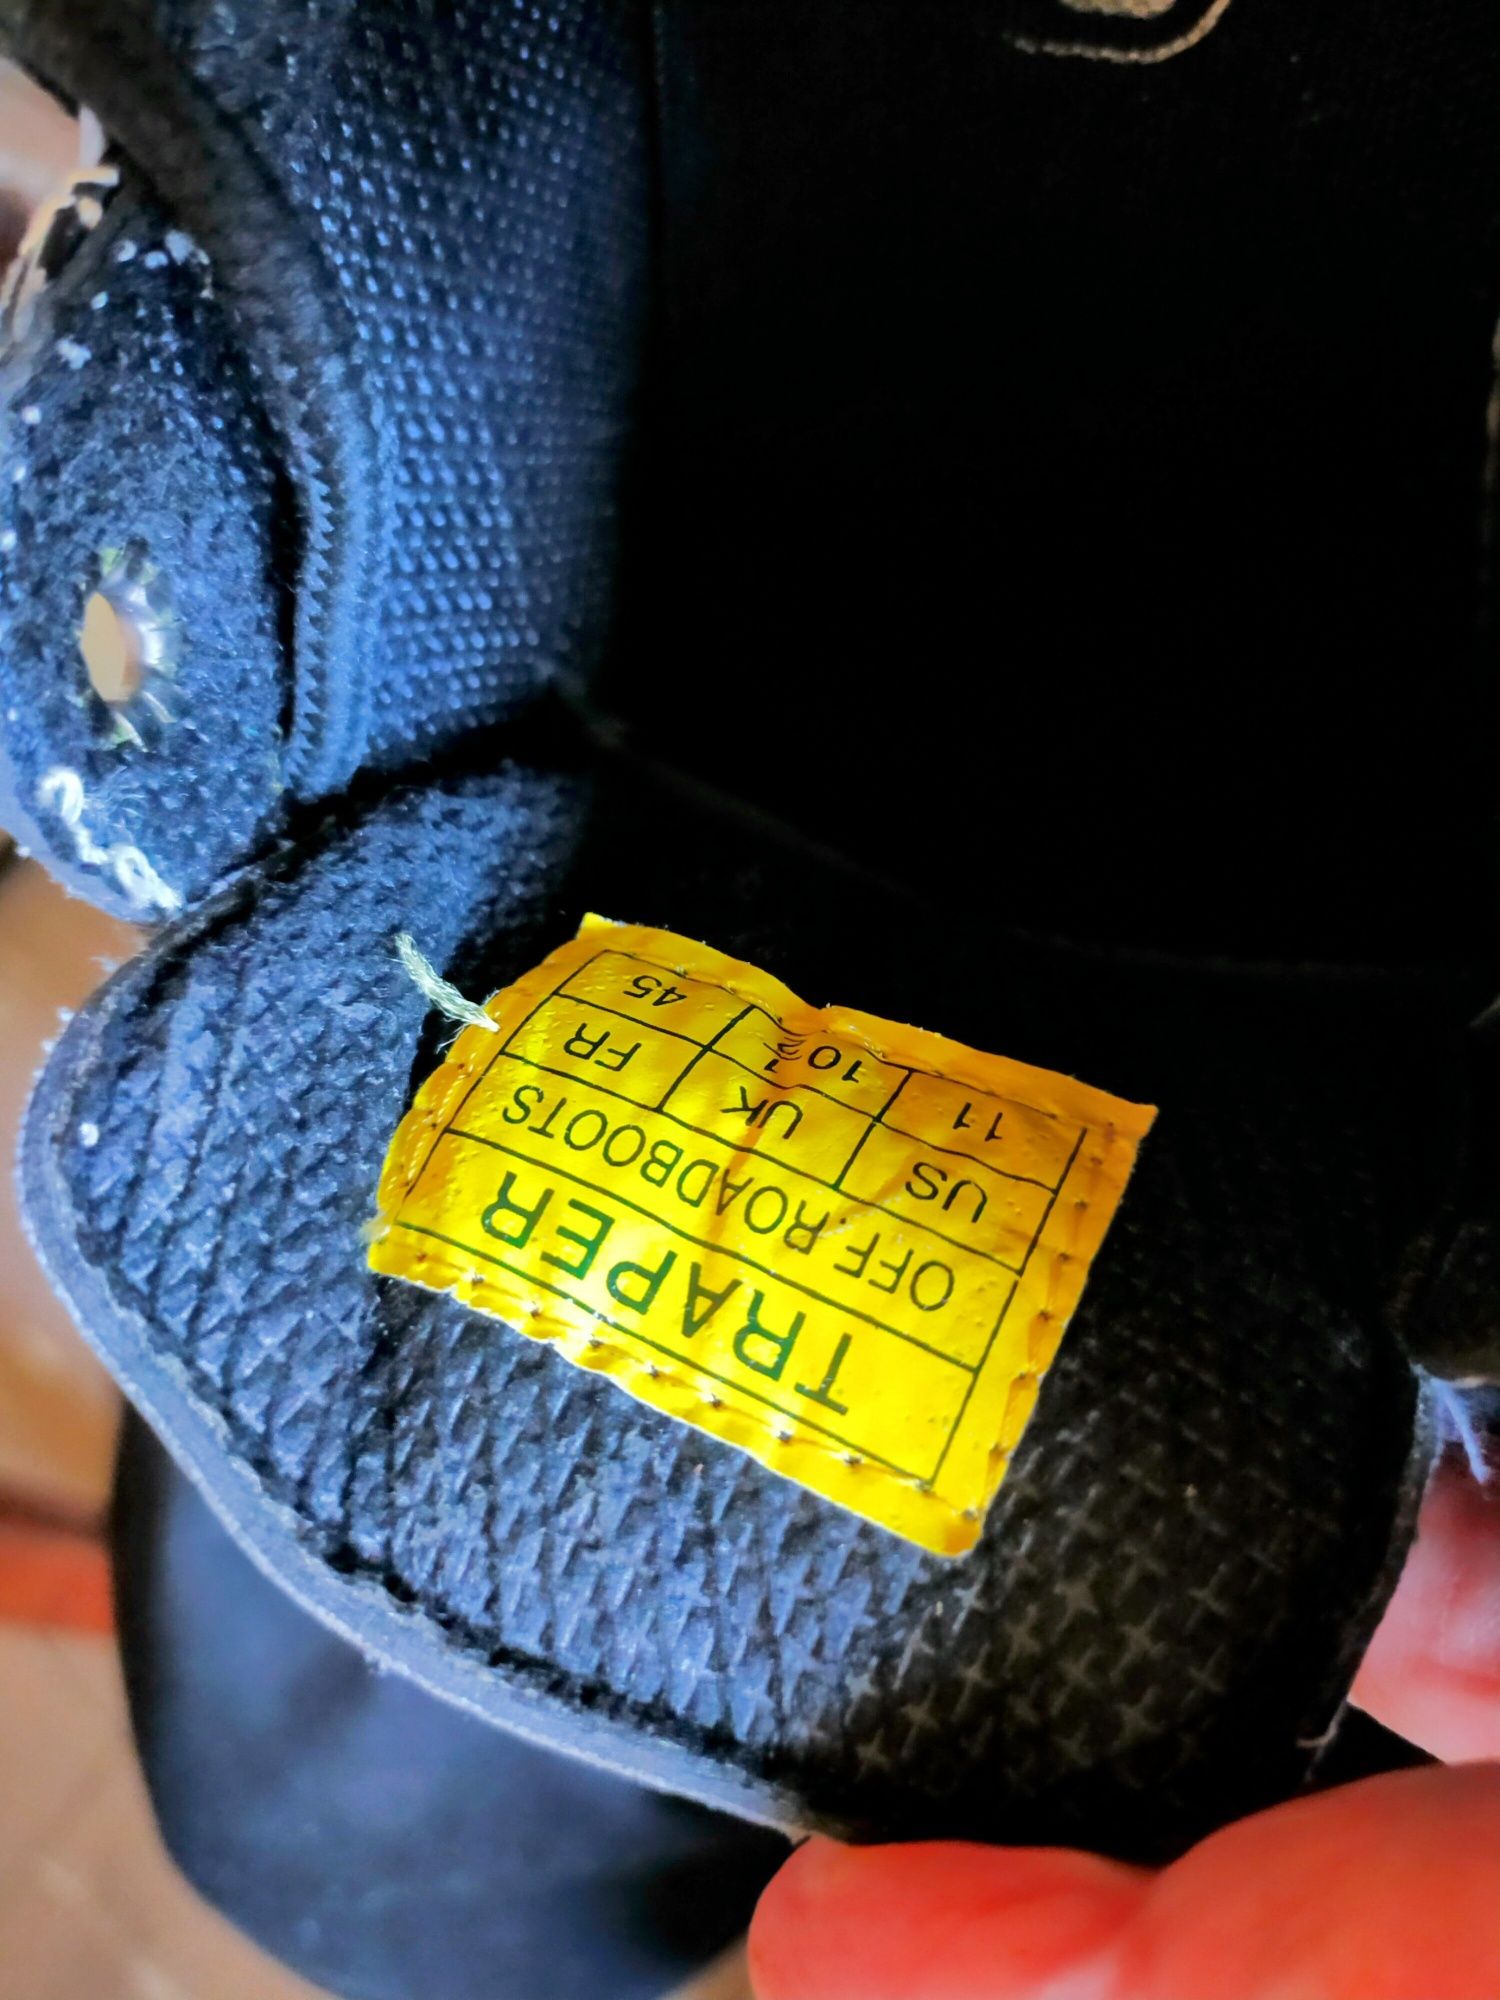 TRAPER
OFF ROADBOOTS
US UK FR
11 10½ 45